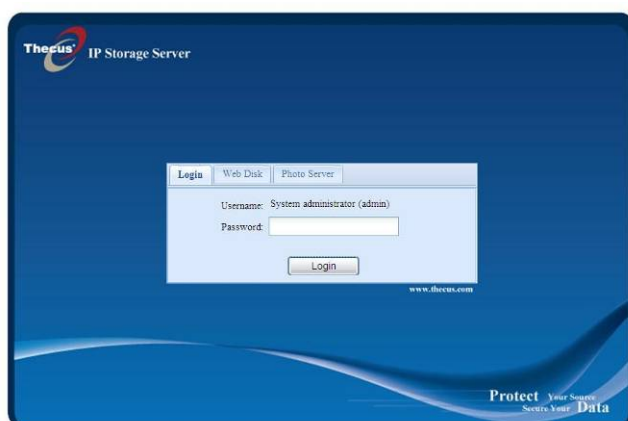 Thecus
IP Storage Server
Login
Web Disk
Photo Server
Username: System administrator (admin)
Password:
Login
www.thecus.com
Protect Your Source
Secure Your Data